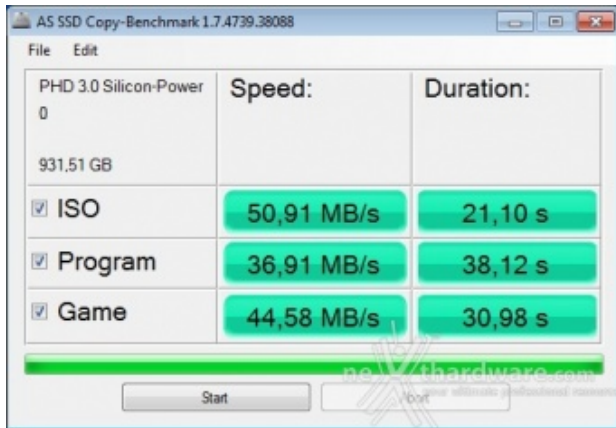 AS SSD Copy-Benchmark 1.7.4739.38088
File Edit
PHD 3.0 Silicon-Power Speed: Duration:
0
931,51 GB
ISO 50,91 MB/s 21,10 s
Program 36,91 MB/s 38,12 s
Game 44,58 MB/s 30,98 s
Start Abort